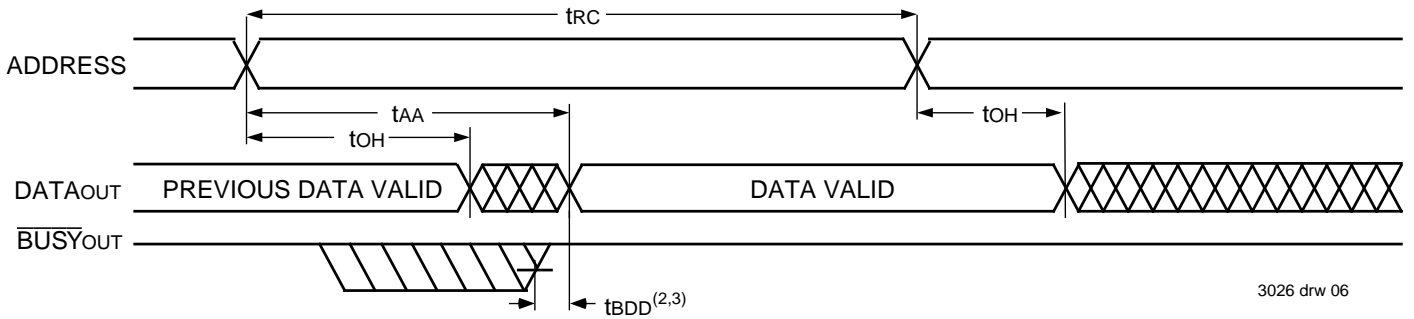 tRC
ADDRESS
tAA
tOH
tOH
DATAOUT
PREVIOUS DATA VALID
DATA VALID
BUSYOUT
tBDD(2,3)
3026 drw 06